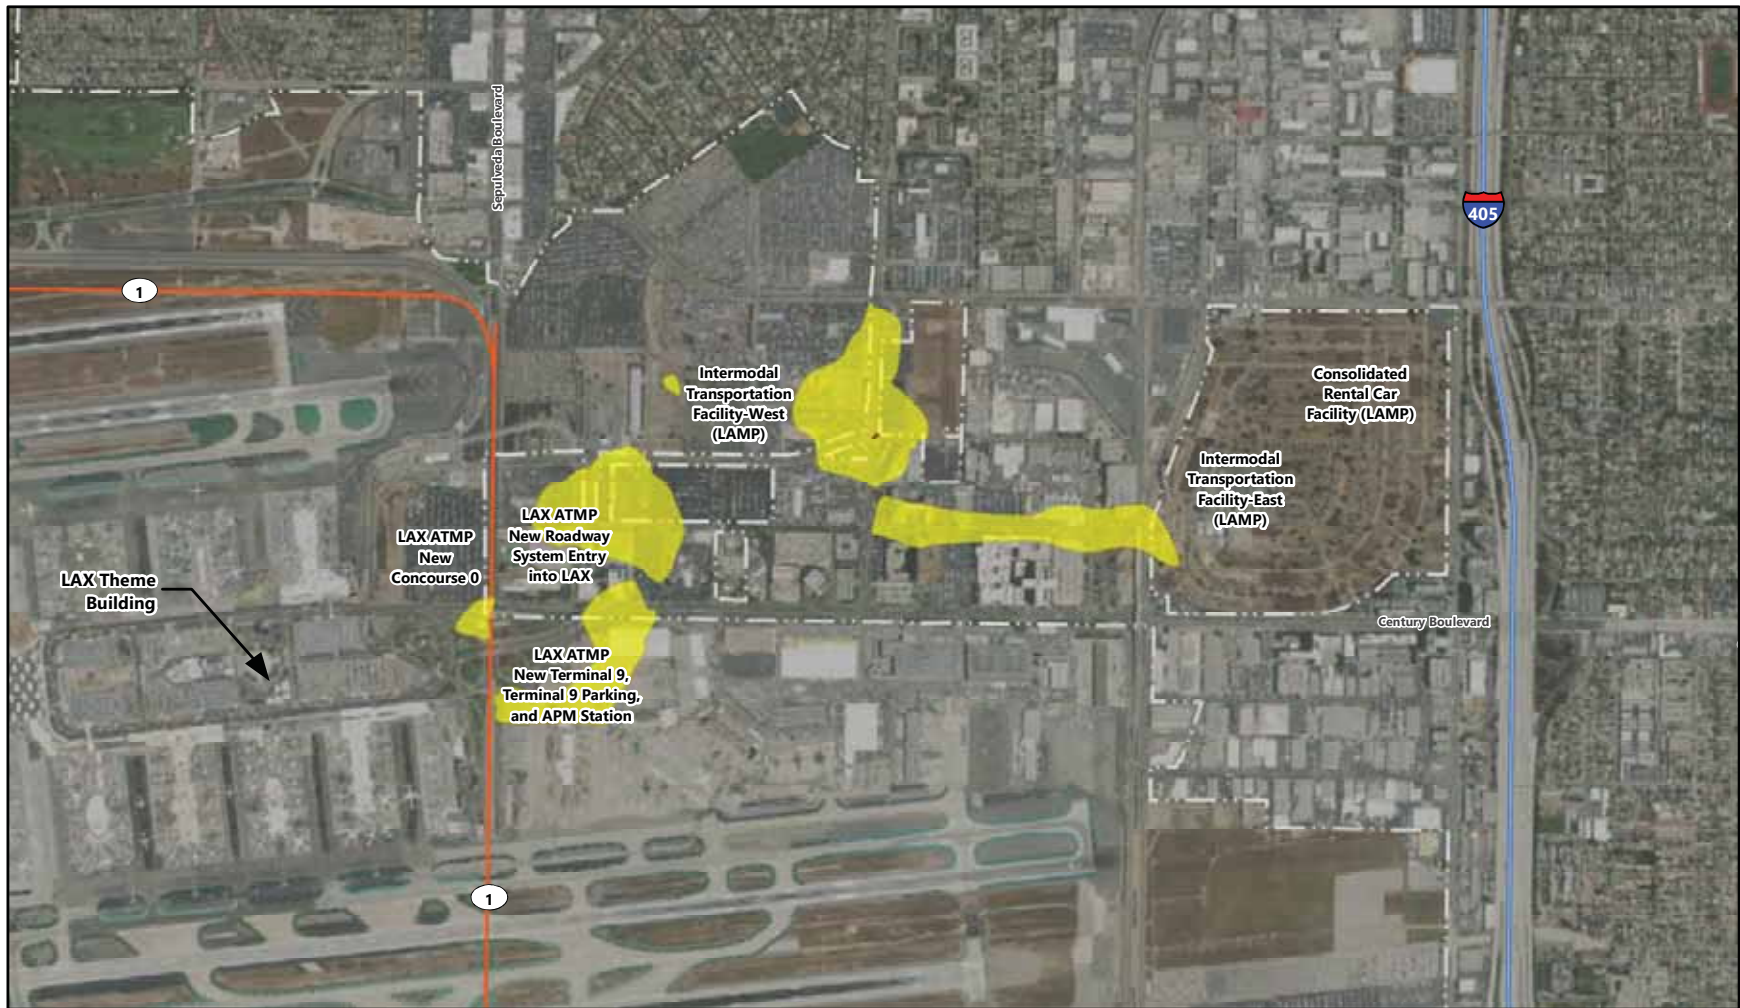 Sepulveda Boulevard
405
1
Intermodal
Transportation
Facility-West
(LAMP)
Consolidated
Rental Car
Facility (LAMP)
Intermodal
Transportation
Facility-East
(LAMP)
LAX ATMP
New Roadway
System Entry
into LAX
LAX ATMP
New
Concourse 0
LAX Theme
Building
Century Boulevard
LAX ATMP
New Terminal 9,
Terminal 9 Parking,
and APM Station
1